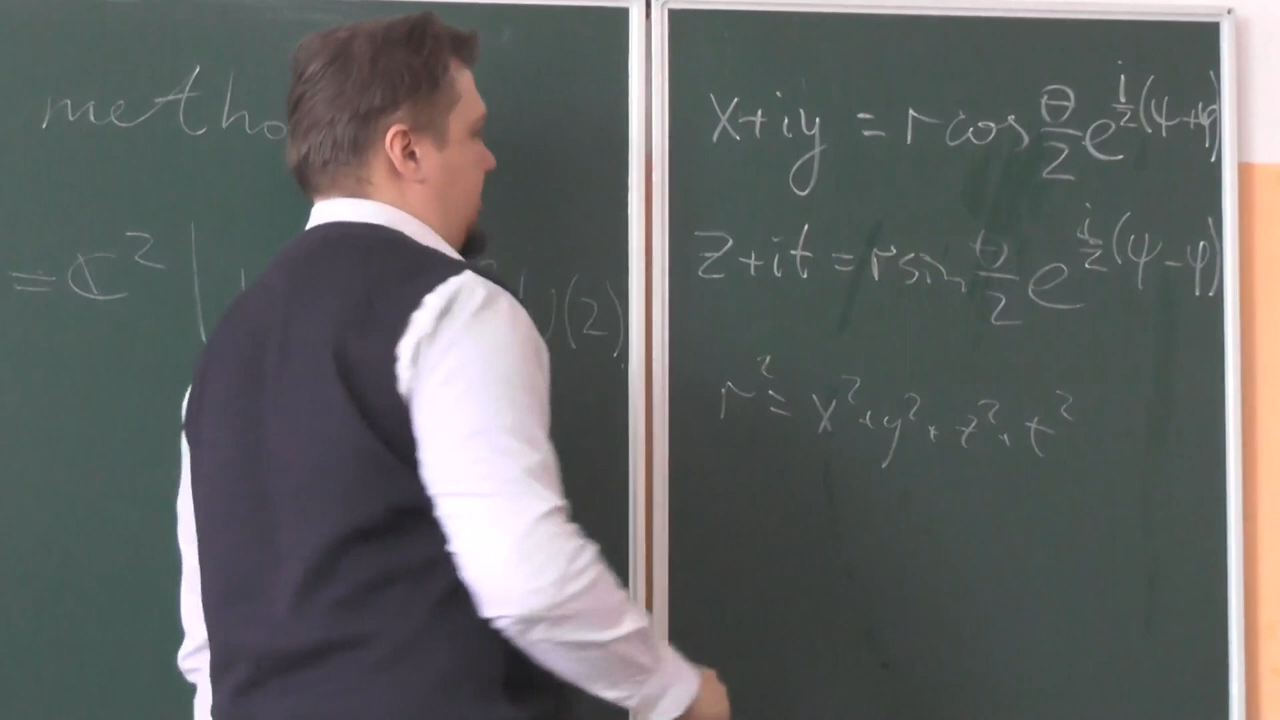 metho
= ℂ² | (2)
x+iy = r cos θ/2 e^{i/2(ψ+φ)}
z+it = r sin θ/2 e^{i/2(ψ-φ)}
r² = x²+y²+z²+t²